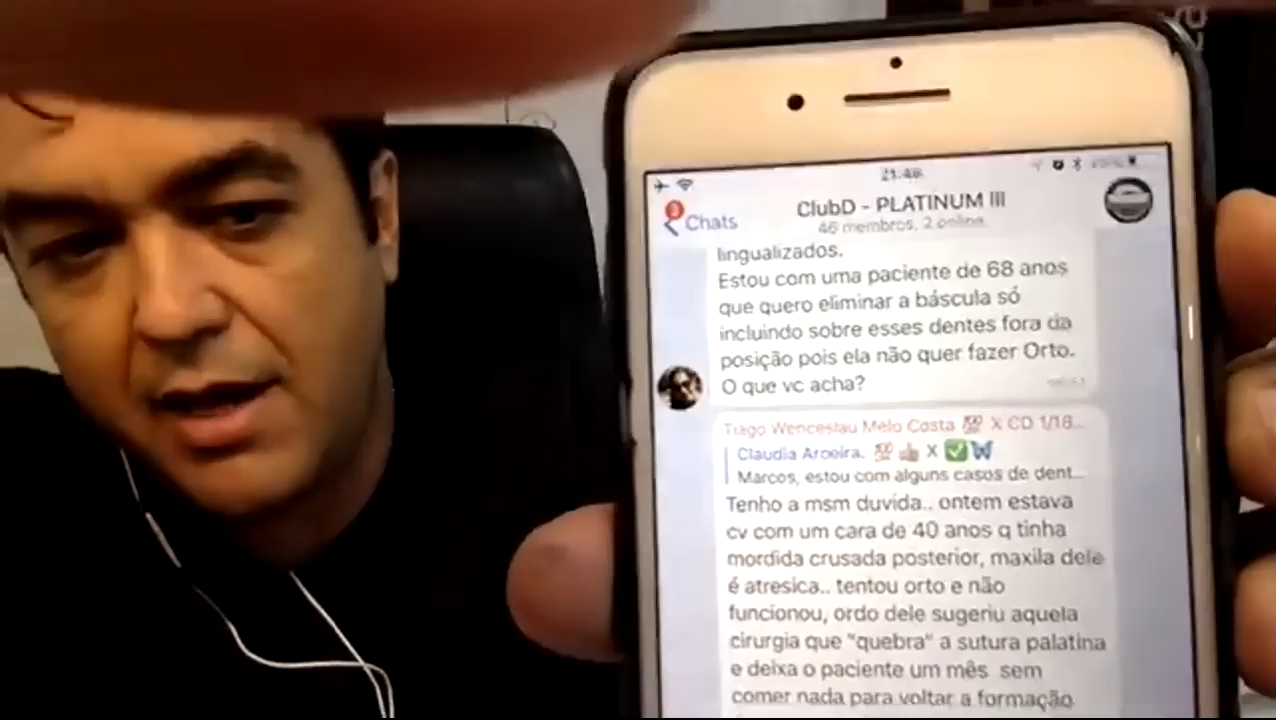 21:48
3
Chats
ClubD - PLATINUM III
46 membros, 2 online
lingualizados.
Estou com uma paciente de 68 anos
que quero eliminar a báscula só
incluindo sobre esses dentes fora da
posição pois ela não quer fazer Orto.
O que vc acha?
Tiago Wenceslau Melo Costa 💯 X CD 1/18...
Claudia Aroeira. 💯👍 X ✅🦋
Marcos, estou com alguns casos de dent...
Tenho a msm duvida.. ontem estava
cv com um cara de 40 anos q tinha
mordida crusada posterior, maxila dele
é atresica.. tentou orto e não
funcionou, ordo dele sugeriu aquela
cirurgia que "quebra" a sutura palatina
e deixa o paciente um mês sem
comer nada para voltar a formação